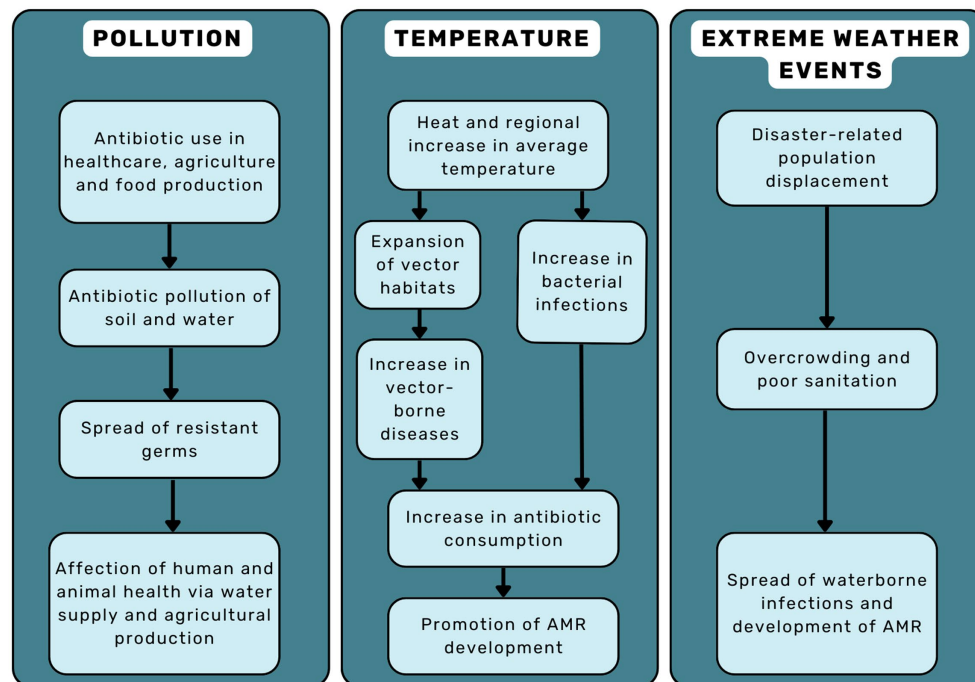 POLLUTION
Antibiotic use in
healthcare, agriculture
and food production
Antibiotic pollution of
soil and water
Spread of resistant
germs
Affection of human and
animal health via water
supply and agricultural
production
TEMPERATURE
Heat and regional
increase in average
temperature
Expansion
of vector
habitats
Increase in
vector-
borne
diseases
Increase in
bacterial
infections
Increase in antibiotic
consumption
Promotion of AMR
development
EXTREME WEATHER
EVENTS
Disaster-related
population
displacement
Overcrowding and
poor sanitation
Spread of waterborne
infections and
development of AMR